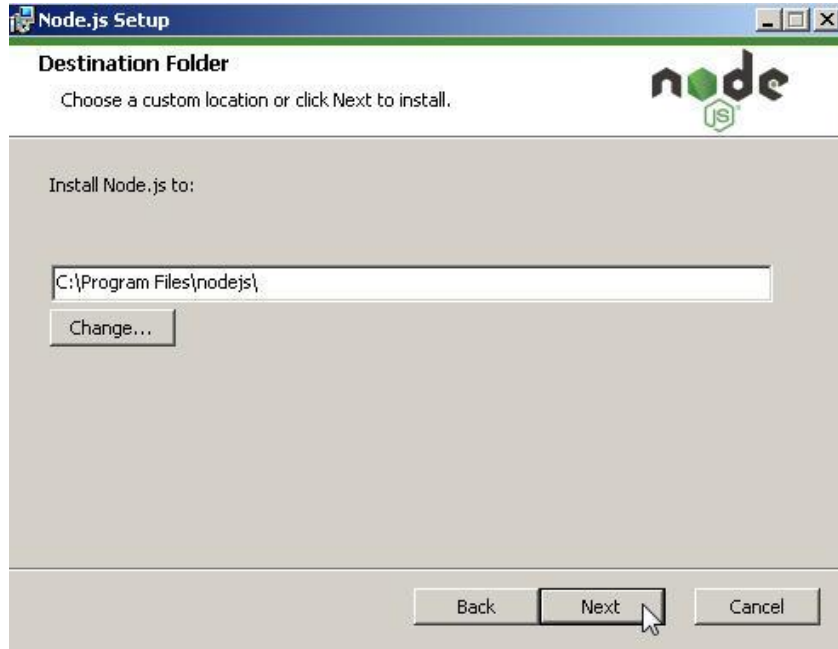 Node.js Setup
Destination Folder
Choose a custom location or click Next to install.
node
JS
Install Node.js to:
C:\Program Files\nodejs\
Change...
Back Next Cancel